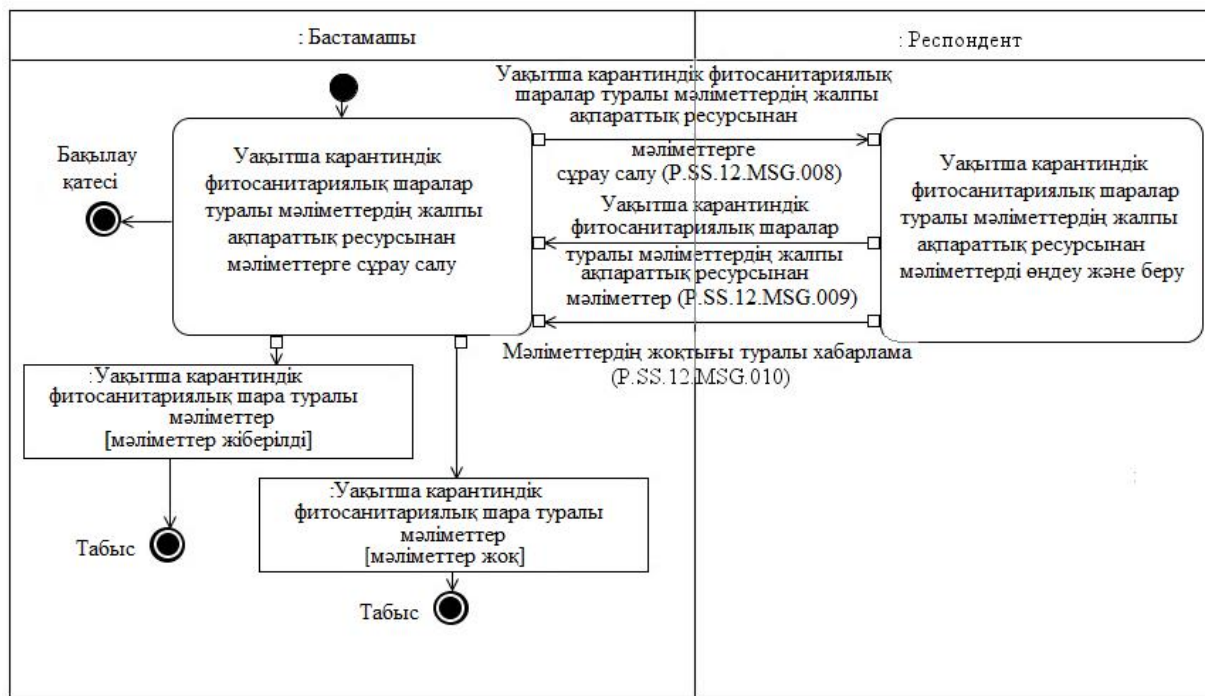 : Бастамашы
: Респондент
Уақытша карантиндік фитосанитариялық
шаралар туралы мәліметтердің жалпы
ақпараттық ресурсынан
мәліметтерге
сұрау салу (P.SS.12.MSG.008)
Бақылау
қатесі
Уақытша карантиндік
фитосанитариялық шаралар
туралы мәліметтердің жалпы
ақпараттық ресурсынан
мәліметтерге сұрау салу
Уақытша карантиндік
фитосанитариялық шаралар
туралы мәліметтердің жалпы
ақпараттық ресурсынан
мәліметтер (P.SS.12.MSG.009)
Уақытша карантиндік
фитосанитариялық шаралар
туралы мәліметтердің жалпы
ақпараттық ресурсынан
мәліметтерді өңдеу және беру
Мәліметтердің жоқтығы туралы хабарлама
(P.SS.12.MSG.010)
:Уақытша карантиндік
фитосанитариялық шара туралы
мәліметтер
[мәліметтер жіберілді]
:Уақытша карантиндік
фитосанитариялық шара туралы
мәліметтер
[мәліметтер жоқ]
Табыс
Табыс